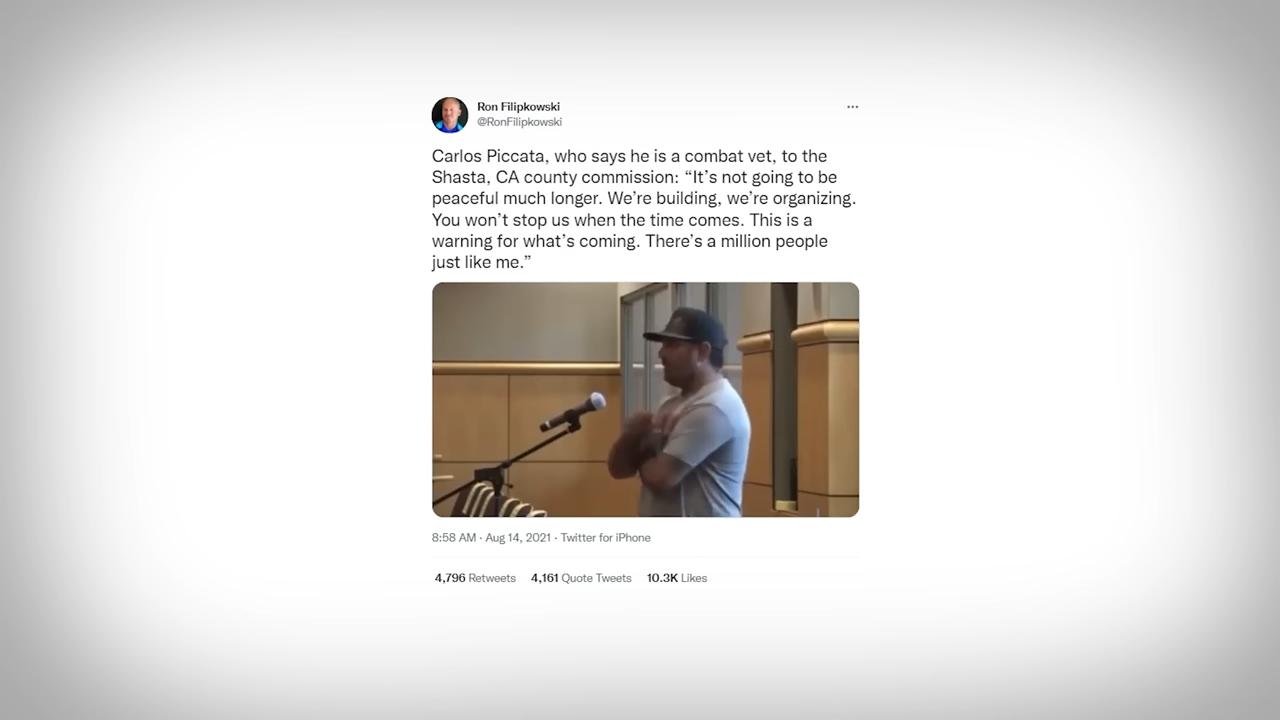 Ron Filipkowski
@RonFilipkowski
Carlos Piccata, who says he is a combat vet, to the
Shasta, CA county commission: “It’s not going to be
peaceful much longer. We’re building, we’re organizing.
You won’t stop us when the time comes. This is a
warning for what’s coming. There’s a million people
just like me.”
8:58 AM · Aug 14, 2021 · Twitter for iPhone
4,796 Retweets 4,161 Quote Tweets 10.3K Likes